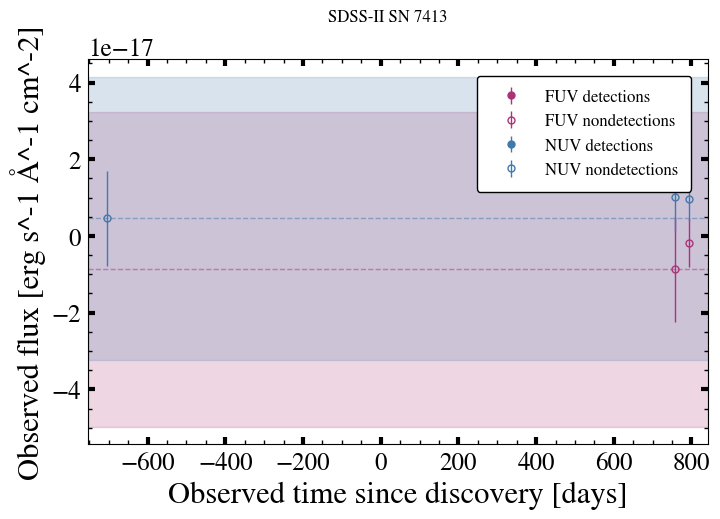 SDSS-II SN 7413
1e−17
Observed flux [erg s^-1 Å^-1 cm^-2]
4
2
0
−2
−4
FUV detections
FUV nondetections
NUV detections
NUV nondetections
−600 −400 −200 0 200 400 600 800
Observed time since discovery [days]